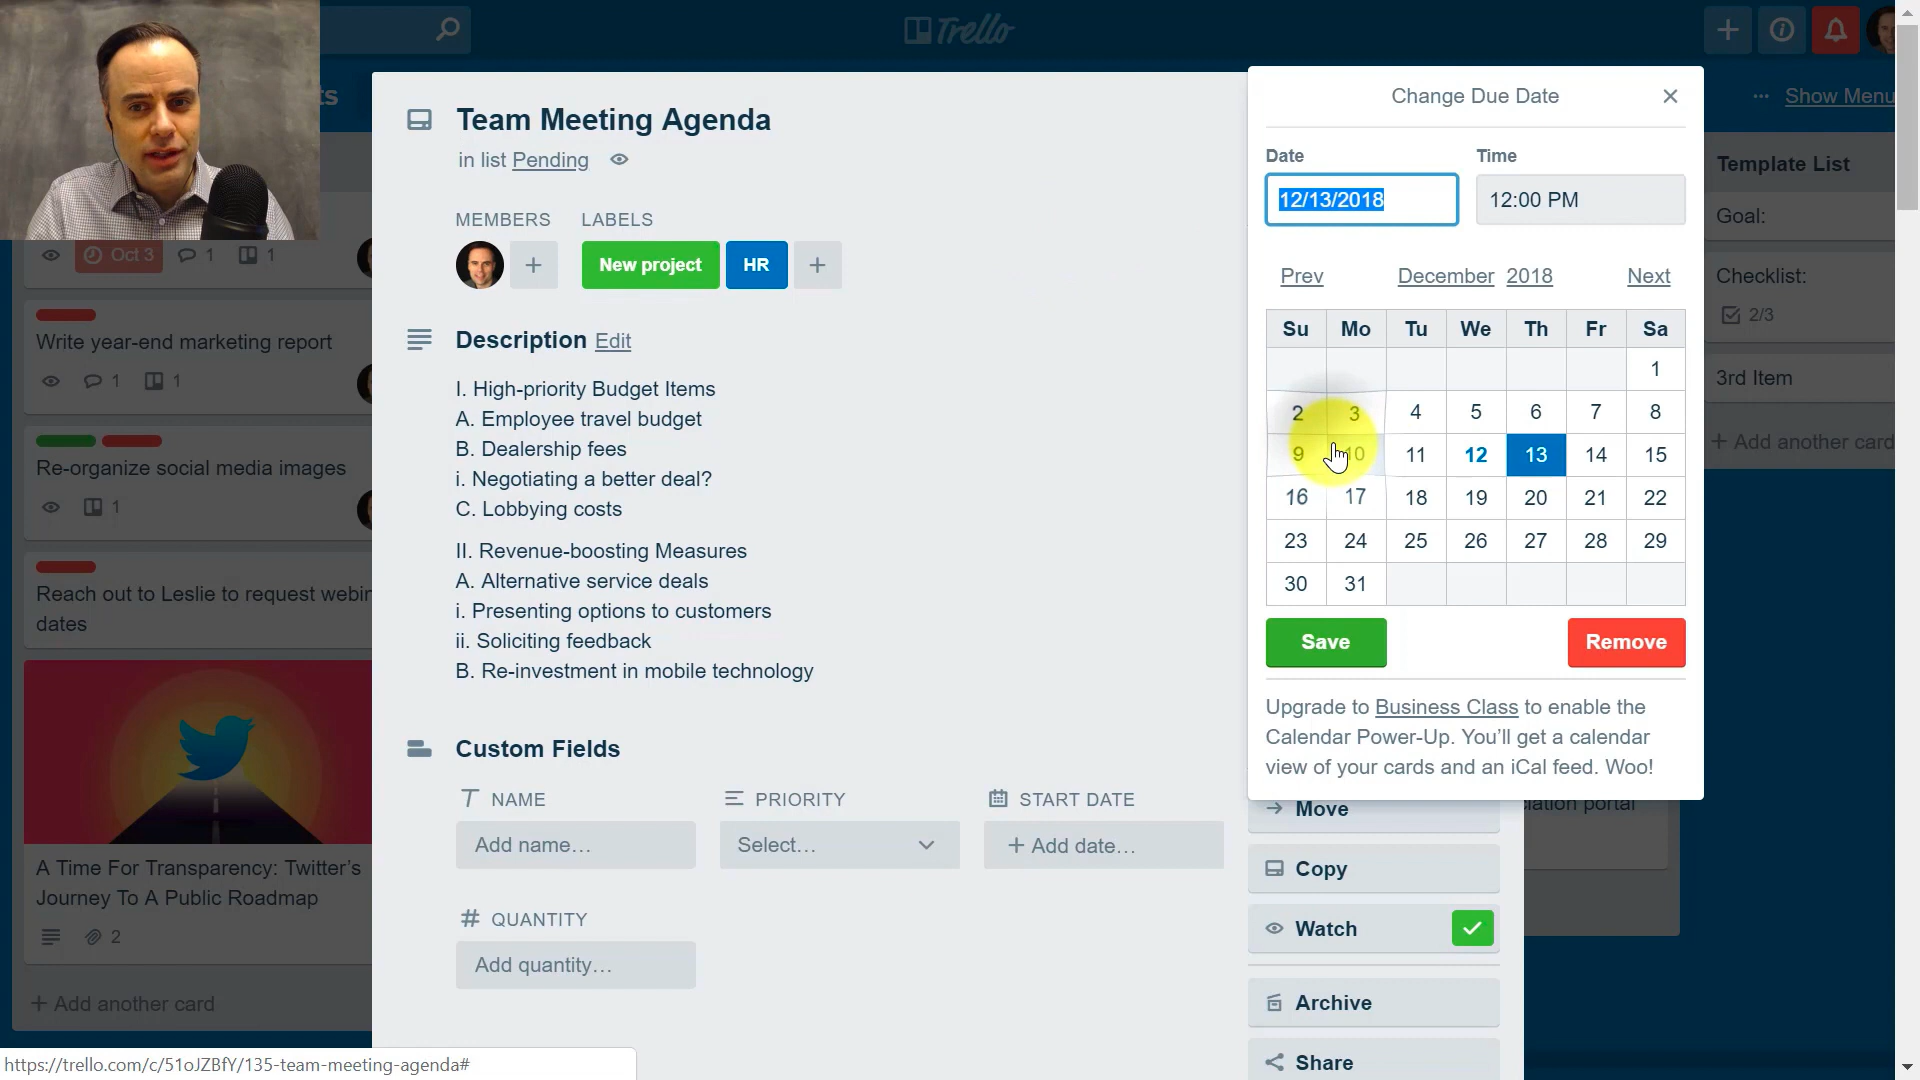 Trello
ts
... Show Menu
Oct 3
1
1
Write year-end marketing report
1
1
Re-organize social media images
1
Reach out to Leslie to request webin
dates
A Time For Transparency: Twitter's
Journey To A Public Roadmap
2
+ Add another card
Team Meeting Agenda
in list Pending
MEMBERS
LABELS
+
New project
HR
+
Description Edit
I. High-priority Budget Items
A. Employee travel budget
B. Dealership fees
i. Negotiating a better deal?
C. Lobbying costs
II. Revenue-boosting Measures
A. Alternative service deals
i. Presenting options to customers
ii. Soliciting feedback
B. Re-investment in mobile technology
Custom Fields
NAME
PRIORITY
START DATE
Add name…
Select…
+ Add date…
# QUANTITY
Add quantity…
Change Due Date
Date
Time
12/13/2018
12:00 PM
Prev
December 2018
Next
Su Mo Tu We Th Fr Sa
1
2 3 4 5 6 7 8
9 10 11 12 13 14 15
16 17 18 19 20 21 22
23 24 25 26 27 28 29
30 31
Save
Remove
Upgrade to Business Class to enable the
Calendar Power-Up. You'll get a calendar
view of your cards and an iCal feed. Woo!
Move
Copy
Watch
Archive
Share
Template List
Goal:
Checklist:
2/3
3rd Item
+ Add another card
portal
https://trello.com/c/51oJZBfY/135-team-meeting-agenda#